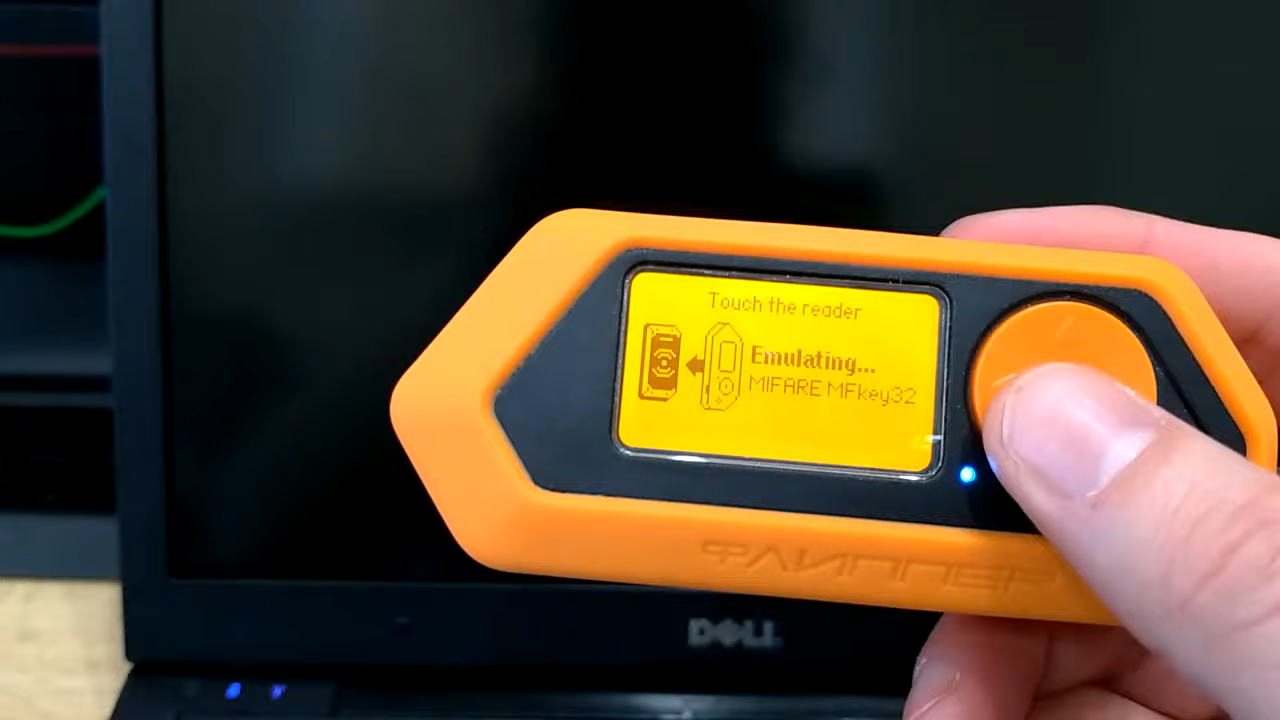 Touch the reader
Emulating...
MIFARE MFkey32
ФЛИППЕР
DELL